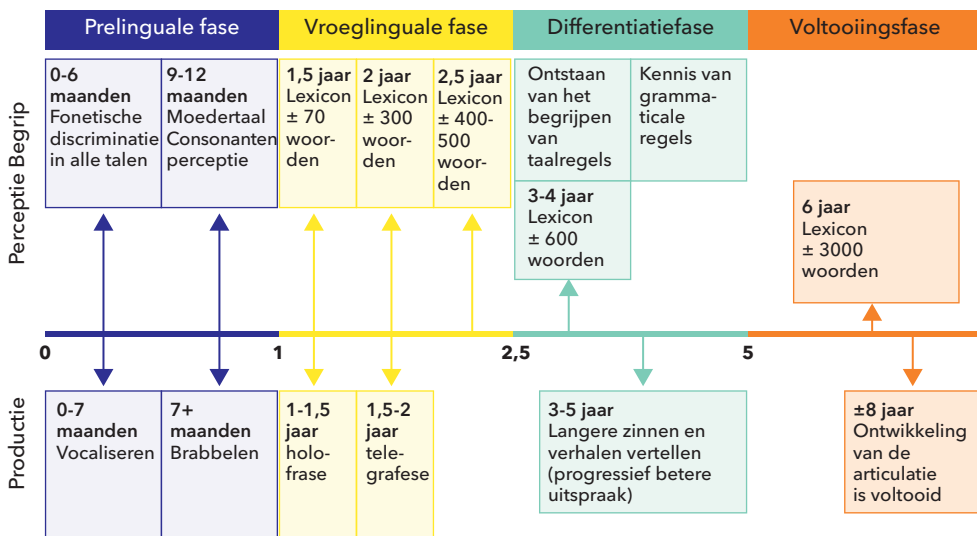 Prelinguale fase
Vroeglinguale fase
Differentiatiefase
Voltooiingsfase
Perceptie Begrip
0-6
maanden
Fonetische
discriminatie
in alle talen
9-12
maanden
Moedertaal
Consonanten
perceptie
1,5 jaar
Lexicon
± 70
woor-
den
2 jaar
Lexicon
± 300
woor-
den
2,5 jaar
Lexicon
± 400-
500
woor-
den
Ontstaan
van het
begrijpen
van
taalregels
Kennis van
gramma-
ticale
regels
3-4 jaar
Lexicon
± 600
woorden
6 jaar
Lexicon
± 3000
woorden
0
1
2,5
5
Productie
0-7
maanden
Vocaliseren
7+
maanden
Brabbelen
1-1,5
jaar
holo-
frase
1,5-2
jaar
tele-
grafese
3-5 jaar
Langere zinnen en
verhalen vertellen
(progressief betere
uitspraak)
±8 jaar
Ontwikkeling
van de
articulatie
is voltooid